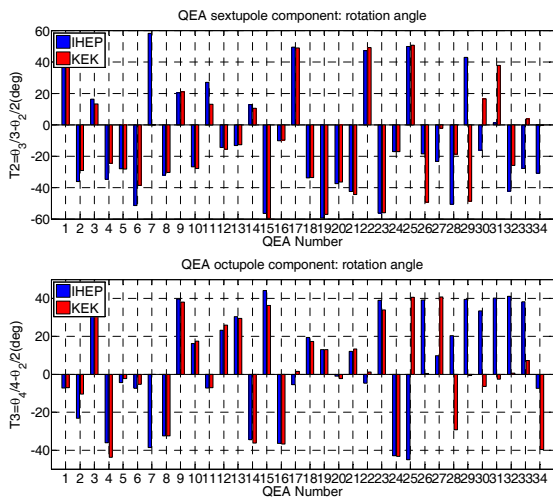 QEA sextupole component: rotation angle
T2=θ₃/3-θ₂/2(deg)
60
40
20
0
-20
-40
-60
IHEP
KEK
1 2 3 4 5 6 7 8 9 10 11 12 13 14 15 16 17 18 19 20 21 22 23 24 25 26 27 28 29 30 31 32 33 34
QEA Number
QEA octupole component: rotation angle
T3=θ₄/4-θ₂/2(deg)
40
20
0
-20
-40
IHEP
KEK
1 2 3 4 5 6 7 8 9 10 11 12 13 14 15 16 17 18 19 20 21 22 23 24 25 26 27 28 29 30 31 32 33 34
QEA Number